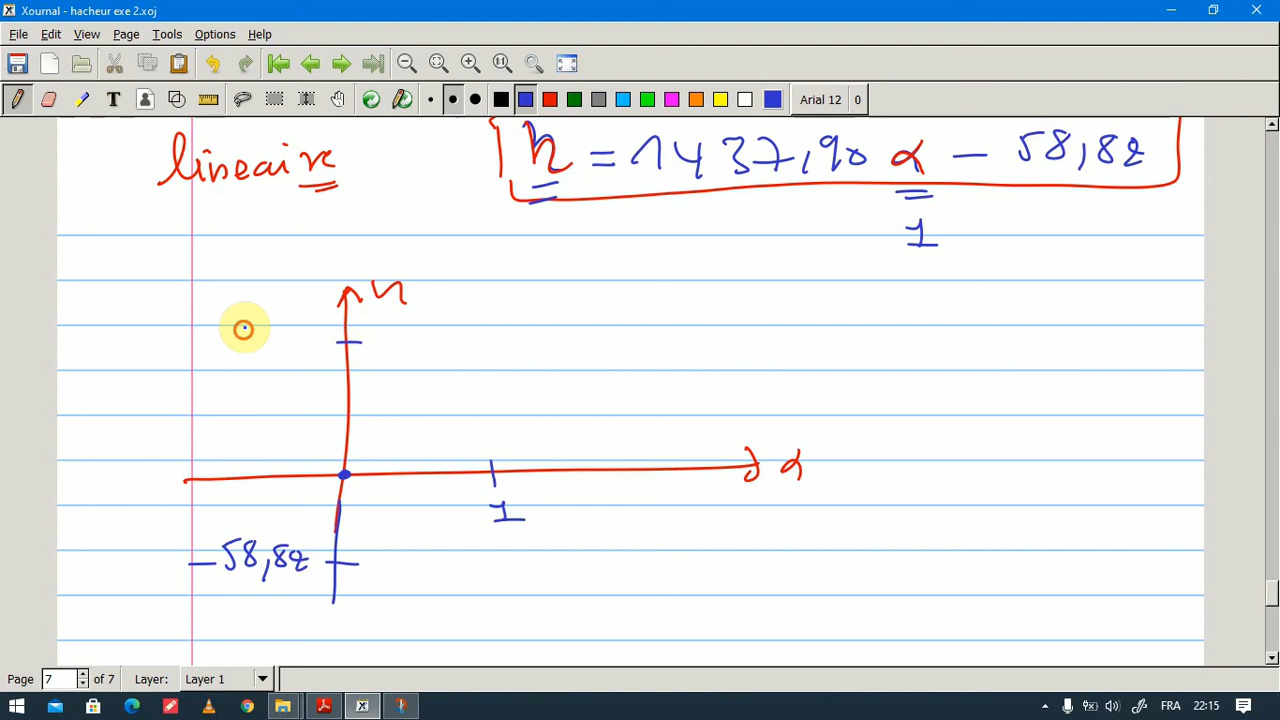 Xournal - hacheur exe 2.xoj
File Edit View Page Tools Options Help
Arial 12 0
lineaire
n = 1437,90 α - 58,82
1
n
α
1
-58,82
Page 7 of 7 Layer: Layer 1
FRA 22:15